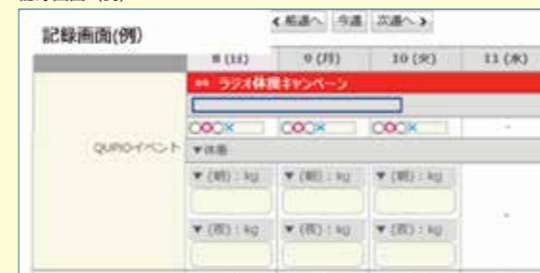 記録画面(例)
< 前週へ 今週 次週へ >
8 (日) 9 (月) 10 (火) 11 (水)
ラジオ体操キャンペーン
○○○× ○○○× ○○○× -
QUPiOイベント ▼体重
▼ (朝) : kg ▼ (朝) : kg ▼ (朝) : kg
-
▼ (夜) : kg ▼ (夜) : kg ▼ (夜) : kg